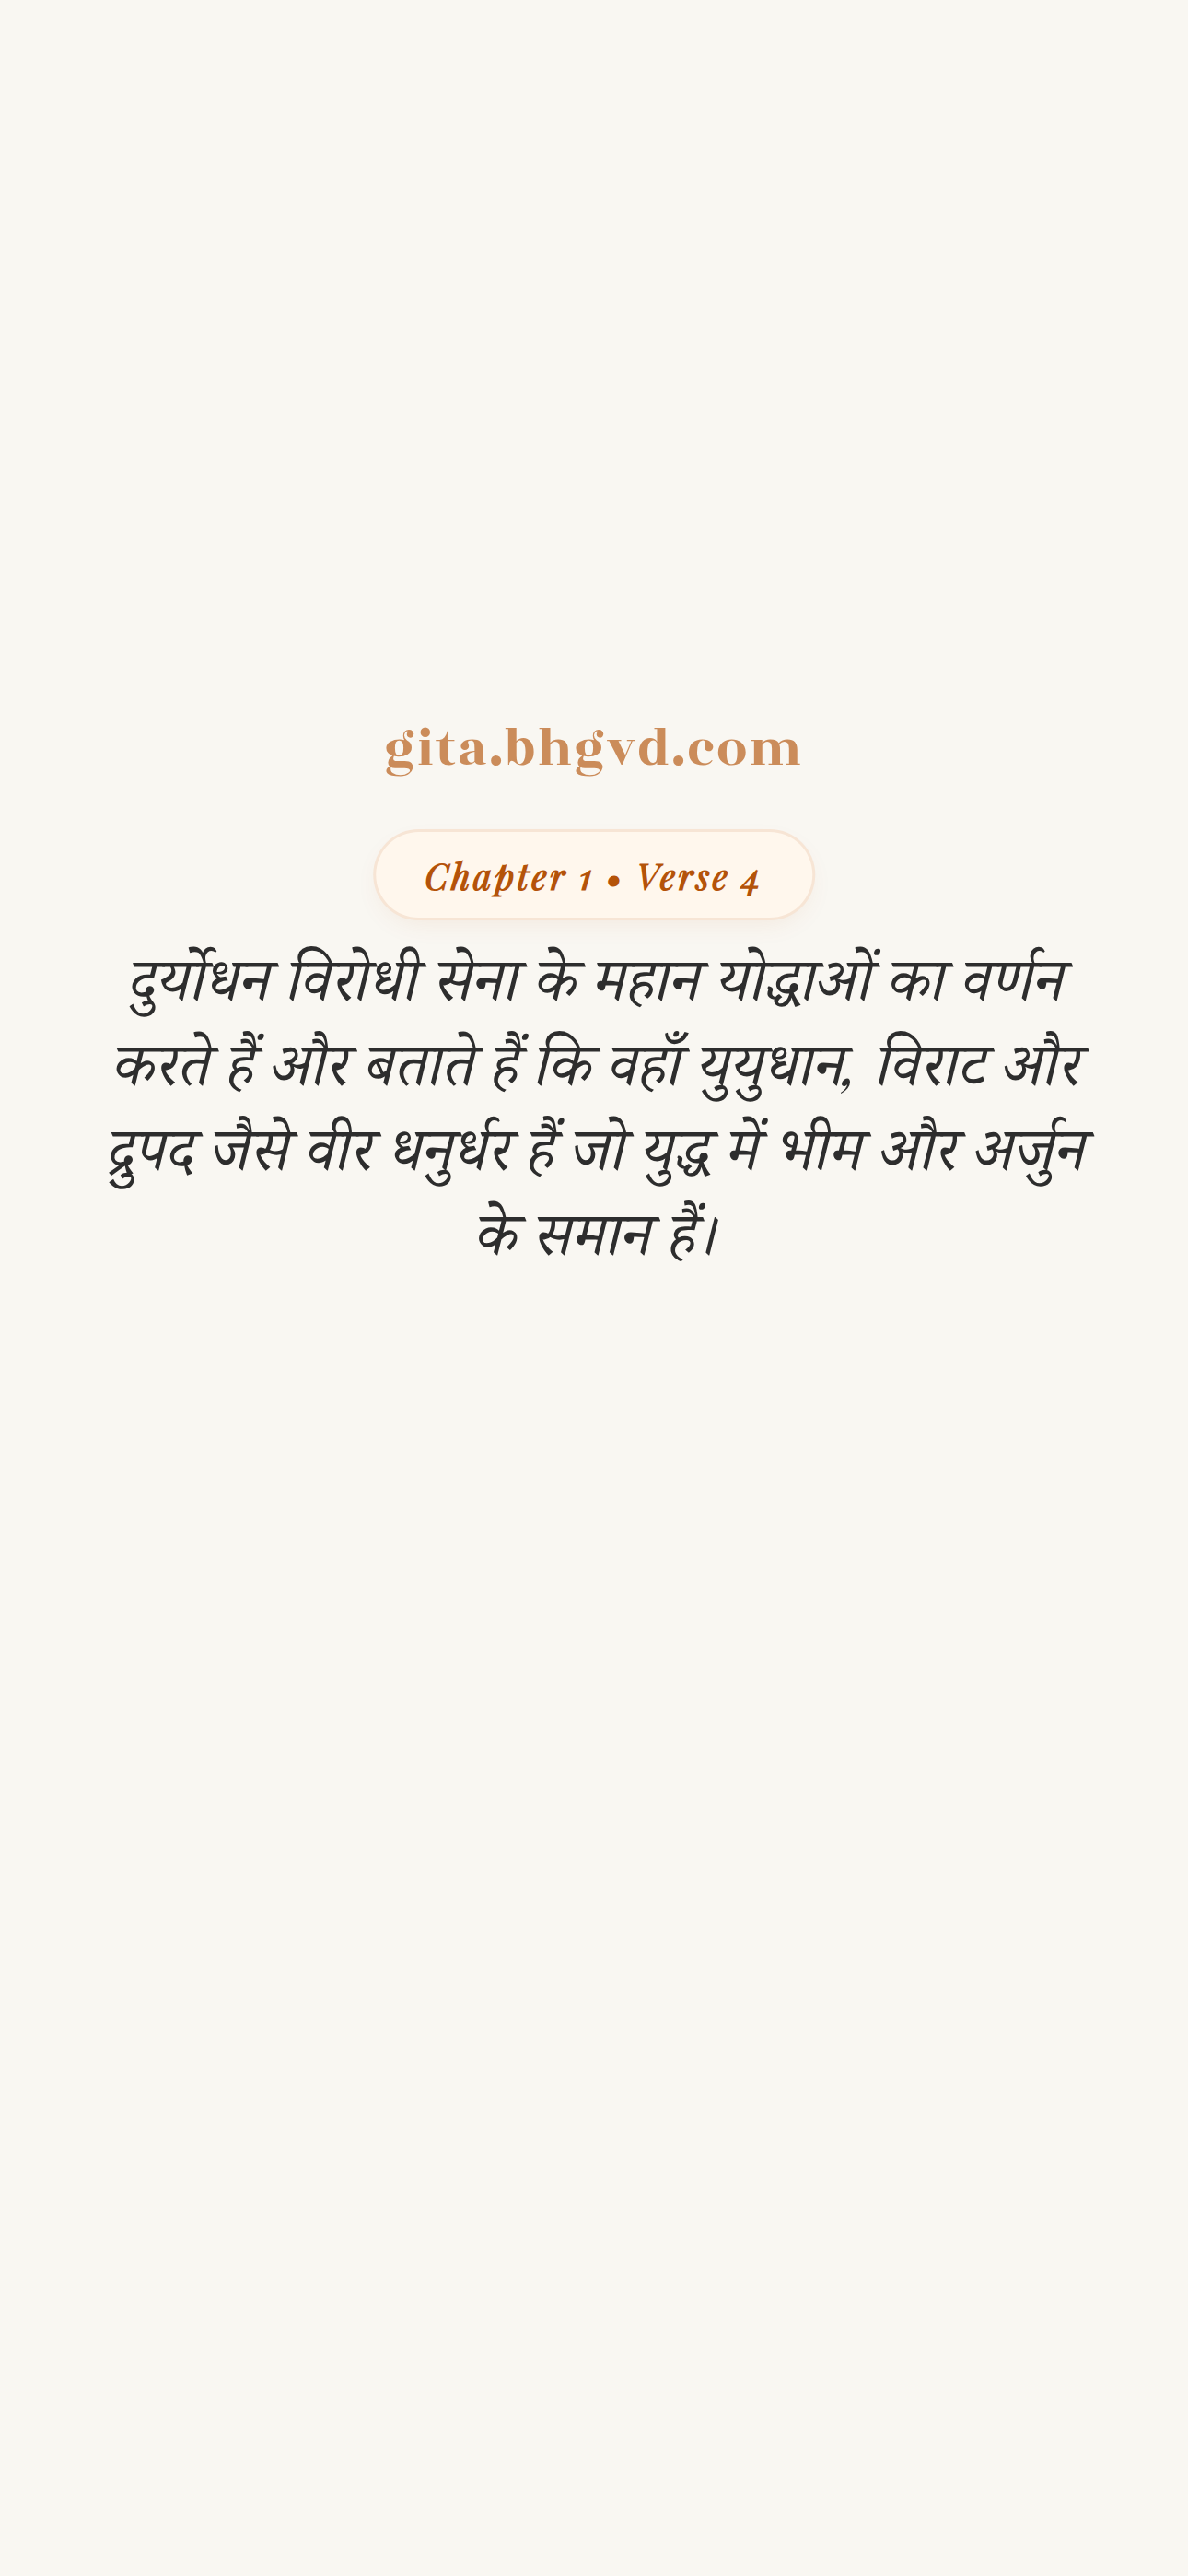 gita.bhgvd.com
Chapter 1 • Verse 4
दुर्योधन विरोधी सेना के महान योद्धाओं का वर्णन
करते हैं और बताते हैं कि वहाँ युयुधान, विराट और
द्रुपद जैसे वीर धनुर्धर हैं जो युद्ध में भीम और अर्जुन
के समान हैं।